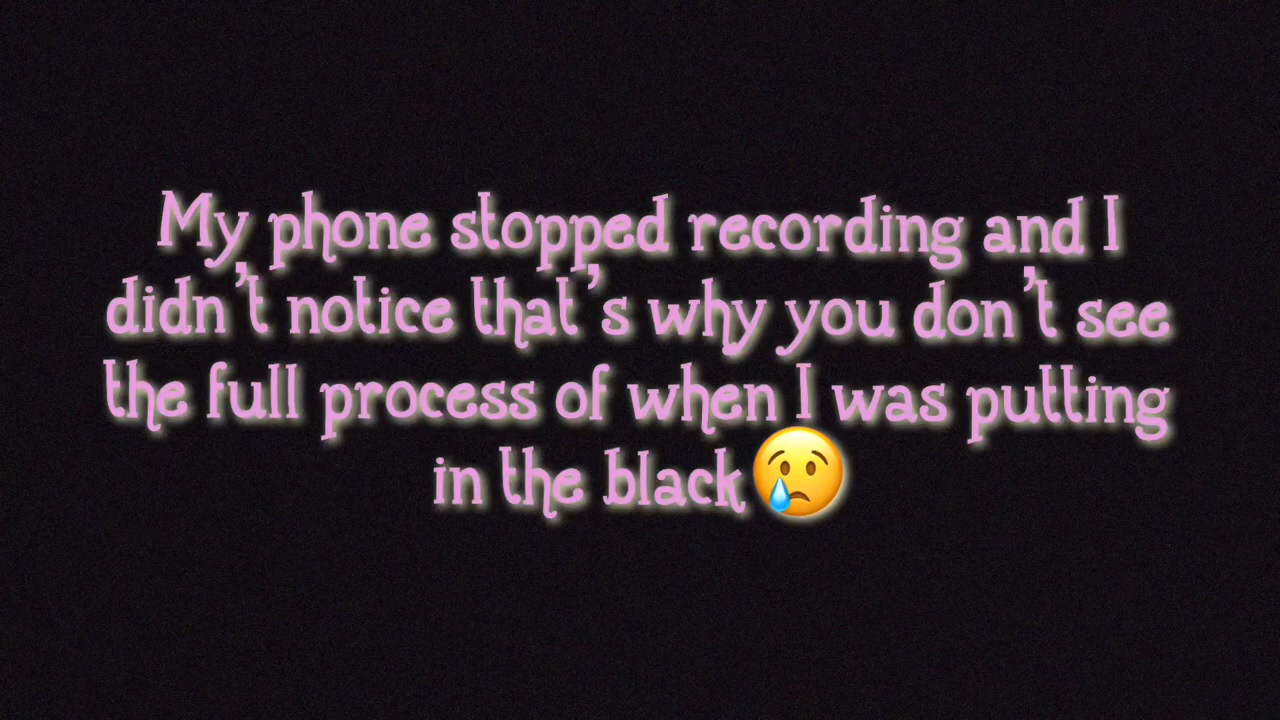 My phone stopped recording and I
didn't notice that's why you don't see
the full process of when I was putting
in the black😢